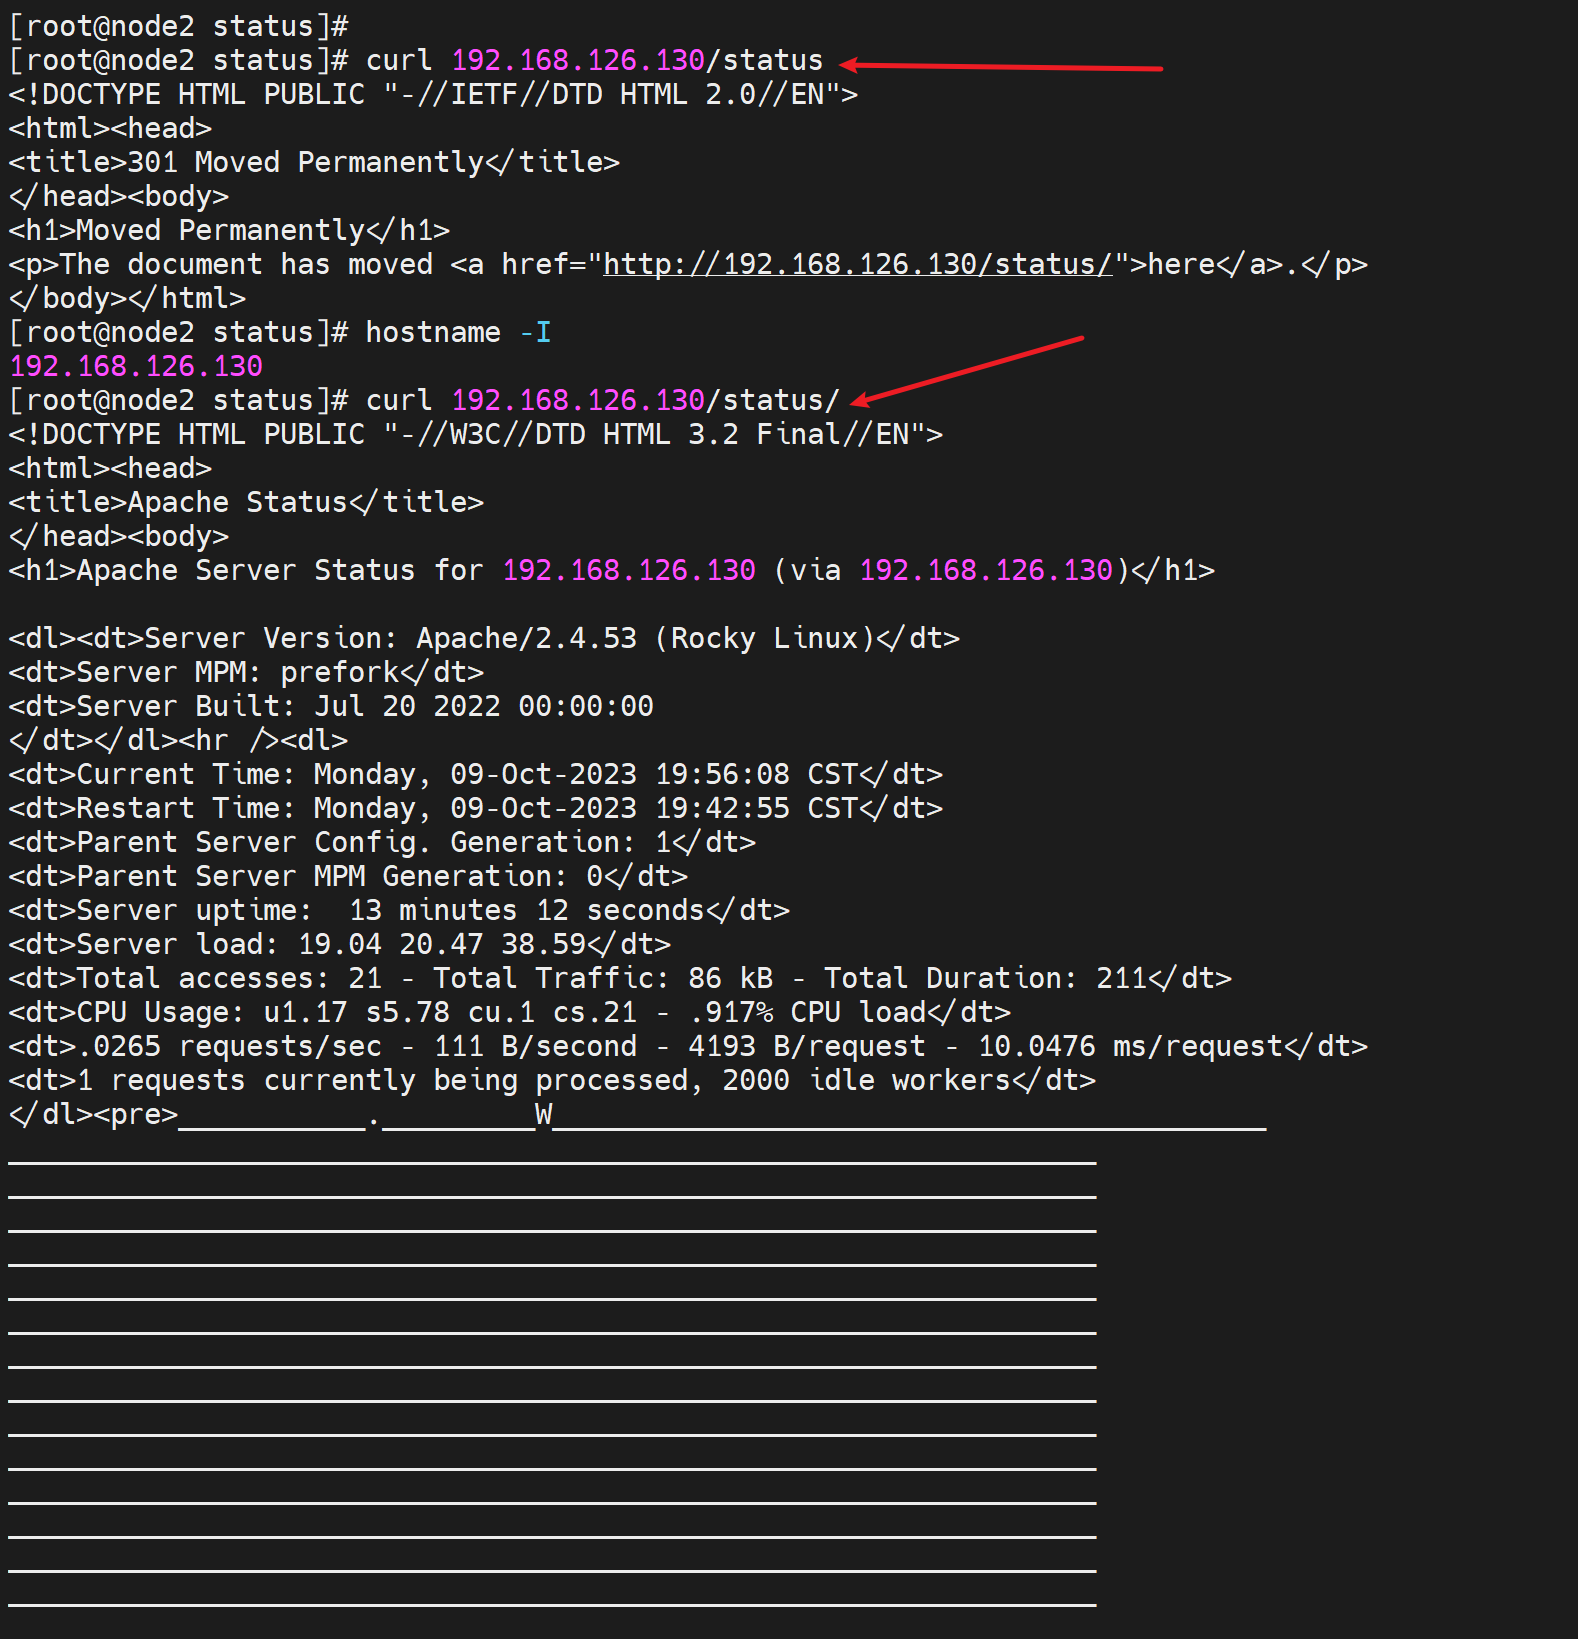 [root@node2 status]#
[root@node2 status]# curl 192.168.126.130/status
<!DOCTYPE HTML PUBLIC "-//IETF//DTD HTML 2.0//EN">
<html><head>
<title>301 Moved Permanently</title>
</head><body>
<h1>Moved Permanently</h1>
<p>The document has moved <a href="http://192.168.126.130/status/">here</a>.</p>
</body></html>
[root@node2 status]# hostname -I
192.168.126.130
[root@node2 status]# curl 192.168.126.130/status/
<!DOCTYPE HTML PUBLIC "-//W3C//DTD HTML 3.2 Final//EN">
<html><head>
<title>Apache Status</title>
</head><body>
<h1>Apache Server Status for 192.168.126.130 (via 192.168.126.130)</h1>
<dl><dt>Server Version: Apache/2.4.53 (Rocky Linux)</dt>
<dt>Server MPM: prefork</dt>
<dt>Server Built: Jul 20 2022 00:00:00
</dt></dl><hr /><dl>
<dt>Current Time: Monday, 09-Oct-2023 19:56:08 CST</dt>
<dt>Restart Time: Monday, 09-Oct-2023 19:42:55 CST</dt>
<dt>Parent Server Config. Generation: 1</dt>
<dt>Parent Server MPM Generation: 0</dt>
<dt>Server uptime:  13 minutes 12 seconds</dt>
<dt>Server load: 19.04 20.47 38.59</dt>
<dt>Total accesses: 21 - Total Traffic: 86 kB - Total Duration: 211</dt>
<dt>CPU Usage: u1.17 s5.78 cu.1 cs.21 - .917% CPU load</dt>
<dt>.0265 requests/sec - 111 B/second - 4193 B/request - 10.0476 ms/request</dt>
<dt>1 requests currently being processed, 2000 idle workers</dt>
</dl><pre>___________._________W__________________________________________
________________________________________________________________
________________________________________________________________
________________________________________________________________
________________________________________________________________
________________________________________________________________
________________________________________________________________
________________________________________________________________
________________________________________________________________
________________________________________________________________
________________________________________________________________
________________________________________________________________
________________________________________________________________
________________________________________________________________
________________________________________________________________